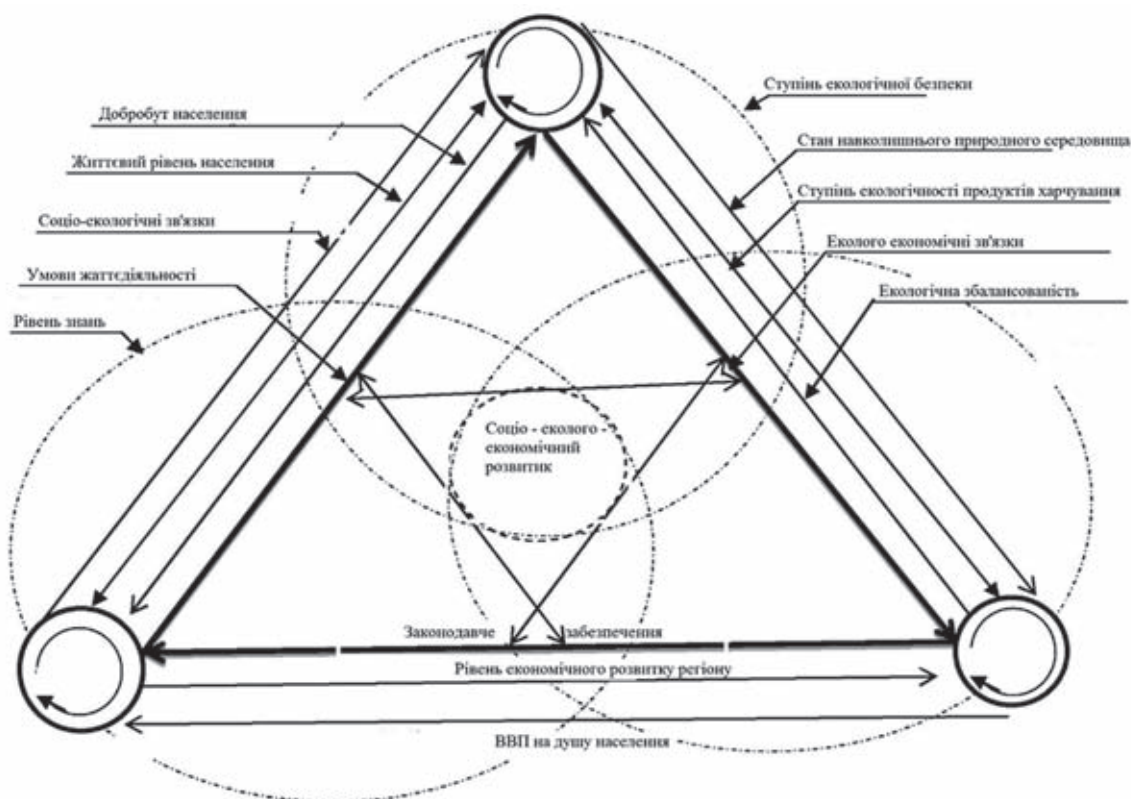 Ступінь екологічної безпеки
Добробут населення
Стан навколишнього природного середовища
Життєвий рівень населення
Ступінь екологічності продуктів харчування
Соціо-екологічні зв'язки
Еколого економічні зв'язки
Умови жаттєдіяльності
Екологічна збалансованість
Рівень знань
Соціо - еколого -
економічний
розвитик
Законодавче забезпечення
Рівень економічного розвитку регіону
ВВП на душу населення